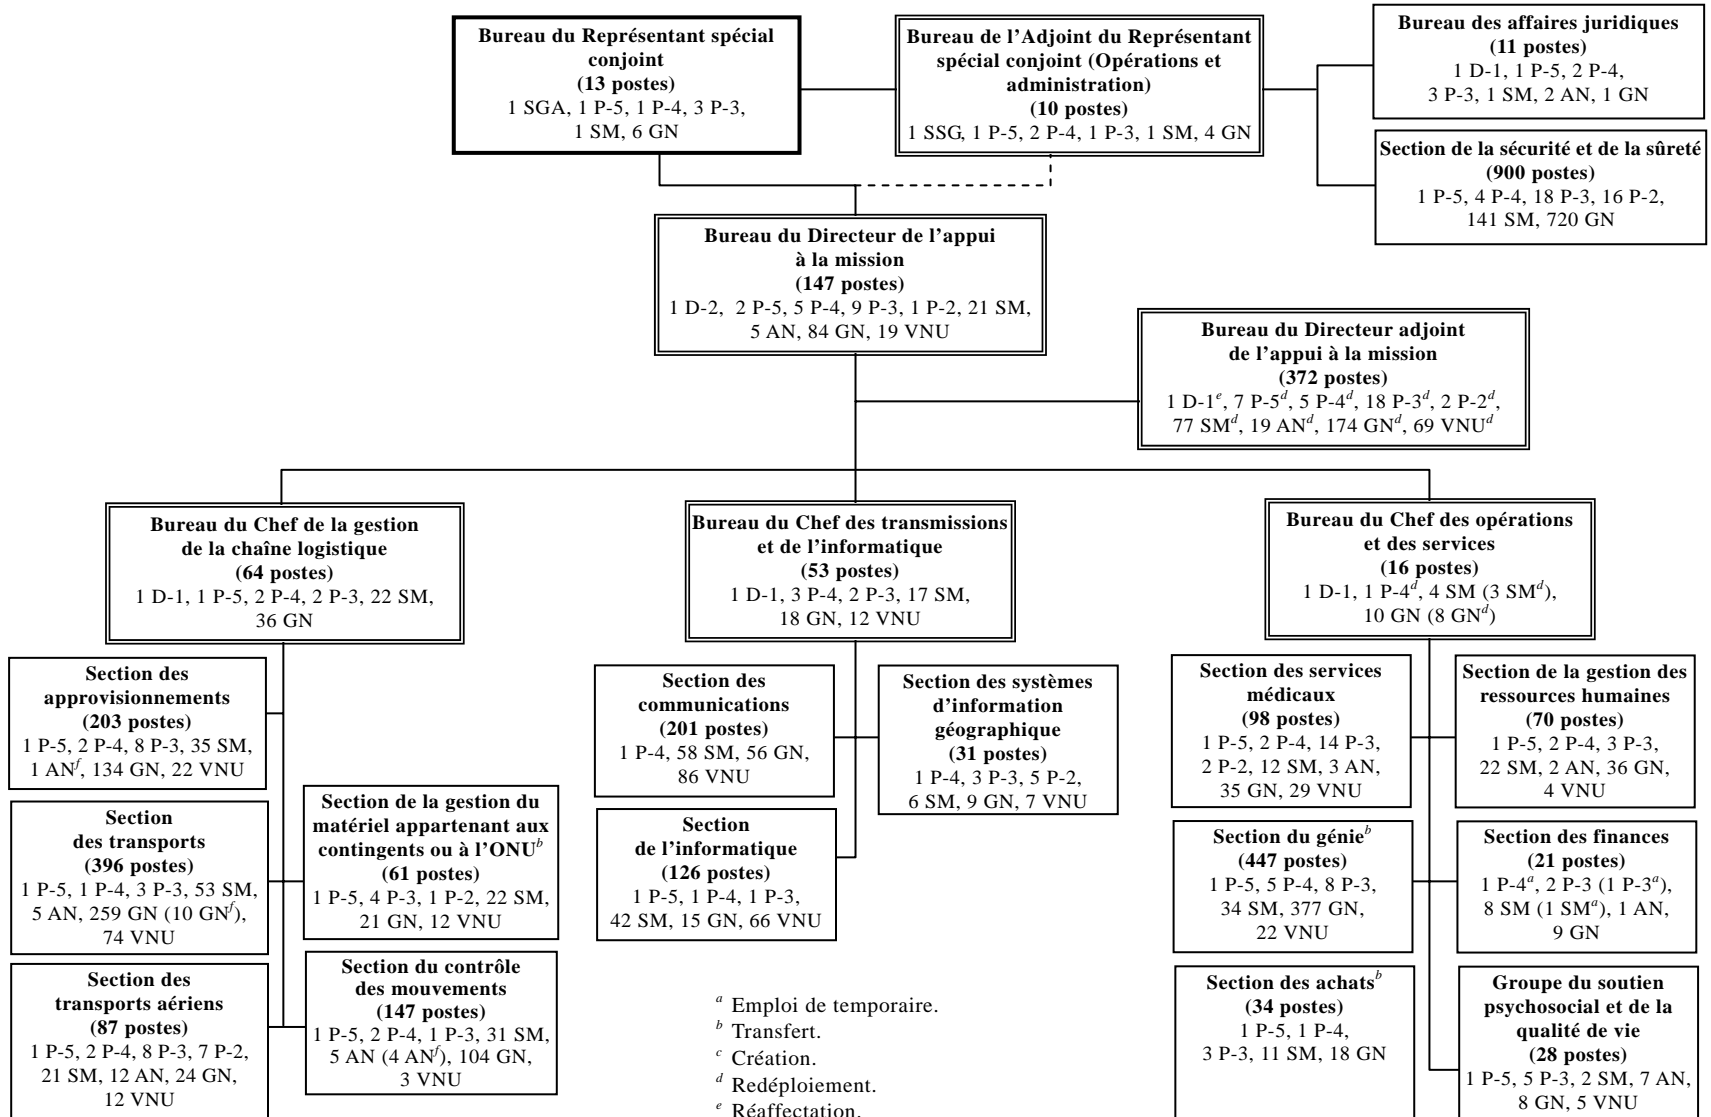 Bureau du Représentant spécial
conjoint
(13 postes)
1 SGA, 1 P-5, 1 P-4, 3 P-3,
1 SM, 6 GN
Bureau de l'Adjoint du Représentant
spécial conjoint (Opérations et
administration)
(10 postes)
1 SSG, 1 P-5, 2 P-4, 1 P-3, 1 SM, 4 GN
Bureau des affaires juridiques
(11 postes)
1 D-1, 1 P-5, 2 P-4,
3 P-3, 1 SM, 2 AN, 1 GN
Section de la sécurité et de la sûreté
(900 postes)
1 P-5, 4 P-4, 18 P-3, 16 P-2,
141 SM, 720 GN
Bureau du Directeur de l'appui
à la mission
(147 postes)
1 D-2, 2 P-5, 5 P-4, 9 P-3, 1 P-2, 21 SM,
5 AN, 84 GN, 19 VNU
Bureau du Directeur adjoint
de l'appui à la mission
(372 postes)
1 D-1e, 7 P-5d, 5 P-4d, 18 P-3d, 2 P-2d,
77 SMd, 19 ANd, 174 GNd, 69 VNUd
Bureau du Chef de la gestion
de la chaîne logistique
(64 postes)
1 D-1, 1 P-5, 2 P-4, 2 P-3, 22 SM,
36 GN
Bureau du Chef des transmissions
et de l'informatique
(53 postes)
1 D-1, 3 P-4, 2 P-3, 17 SM,
18 GN, 12 VNU
Bureau du Chef des opérations
et des services
(16 postes)
1 D-1, 1 P-4d, 4 SM (3 SMd),
10 GN (8 GNd)
Section des
approvisionnements
(203 postes)
1 P-5, 2 P-4, 8 P-3, 35 SM,
1 ANf, 134 GN, 22 VNU
Section
des transports
(396 postes)
1 P-5, 1 P-4, 3 P-3, 53 SM,
5 AN, 259 GN (10 GNf),
74 VNU
Section de la gestion du
matériel appartenant aux
contingents ou à l'ONUb
(61 postes)
1 P-5, 4 P-3, 1 P-2, 22 SM,
21 GN, 12 VNU
Section des
transports aériens
(87 postes)
1 P-5, 2 P-4, 8 P-3, 7 P-2,
21 SM, 12 AN, 24 GN,
12 VNU
Section du contrôle
des mouvements
(147 postes)
1 P-5, 2 P-4, 1 P-3, 31 SM,
5 AN (4 ANf), 104 GN,
3 VNU
Section des
communications
(201 postes)
1 P-4, 58 SM, 56 GN,
86 VNU
Section des systèmes
d'information
géographique
(31 postes)
1 P-4, 3 P-3, 5 P-2,
6 SM, 9 GN, 7 VNU
Section
de l'informatique
(126 postes)
1 P-5, 1 P-4, 1 P-3,
42 SM, 15 GN, 66 VNU
Section des services
médicaux
(98 postes)
1 P-5, 2 P-4, 14 P-3,
2 P-2, 12 SM, 3 AN,
35 GN, 29 VNU
Section de la gestion des
ressources humaines
(70 postes)
1 P-5, 2 P-4, 3 P-3,
22 SM, 2 AN, 36 GN,
4 VNU
Section du génieb
(447 postes)
1 P-5, 5 P-4, 8 P-3,
34 SM, 377 GN,
22 VNU
Section des finances
(21 postes)
1 P-4a, 2 P-3 (1 P-3a),
8 SM (1 SMa), 1 AN,
9 GN
Section des achatsb
(34 postes)
1 P-5, 1 P-4,
3 P-3, 11 SM, 18 GN
Groupe du soutien
psychosocial et de la
qualité de vie
(28 postes)
1 P-5, 5 P-3, 2 SM, 7 AN,
8 GN, 5 VNU
a Emploi de temporaire.
b Transfert.
c Création.
d Redéploiement.
e Réaffectation.